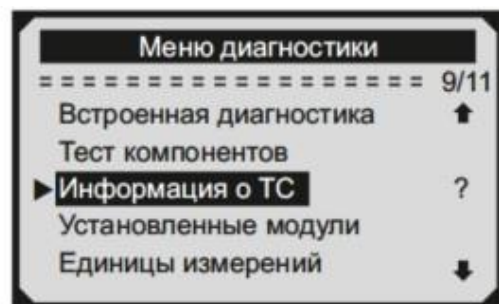 Меню диагностики
= = = = = = = = = = = = = = = = = = 9/11
Встроенная диагностика
Тест компонентов
Информация о ТС ?
Установленные модули
Единицы измерений